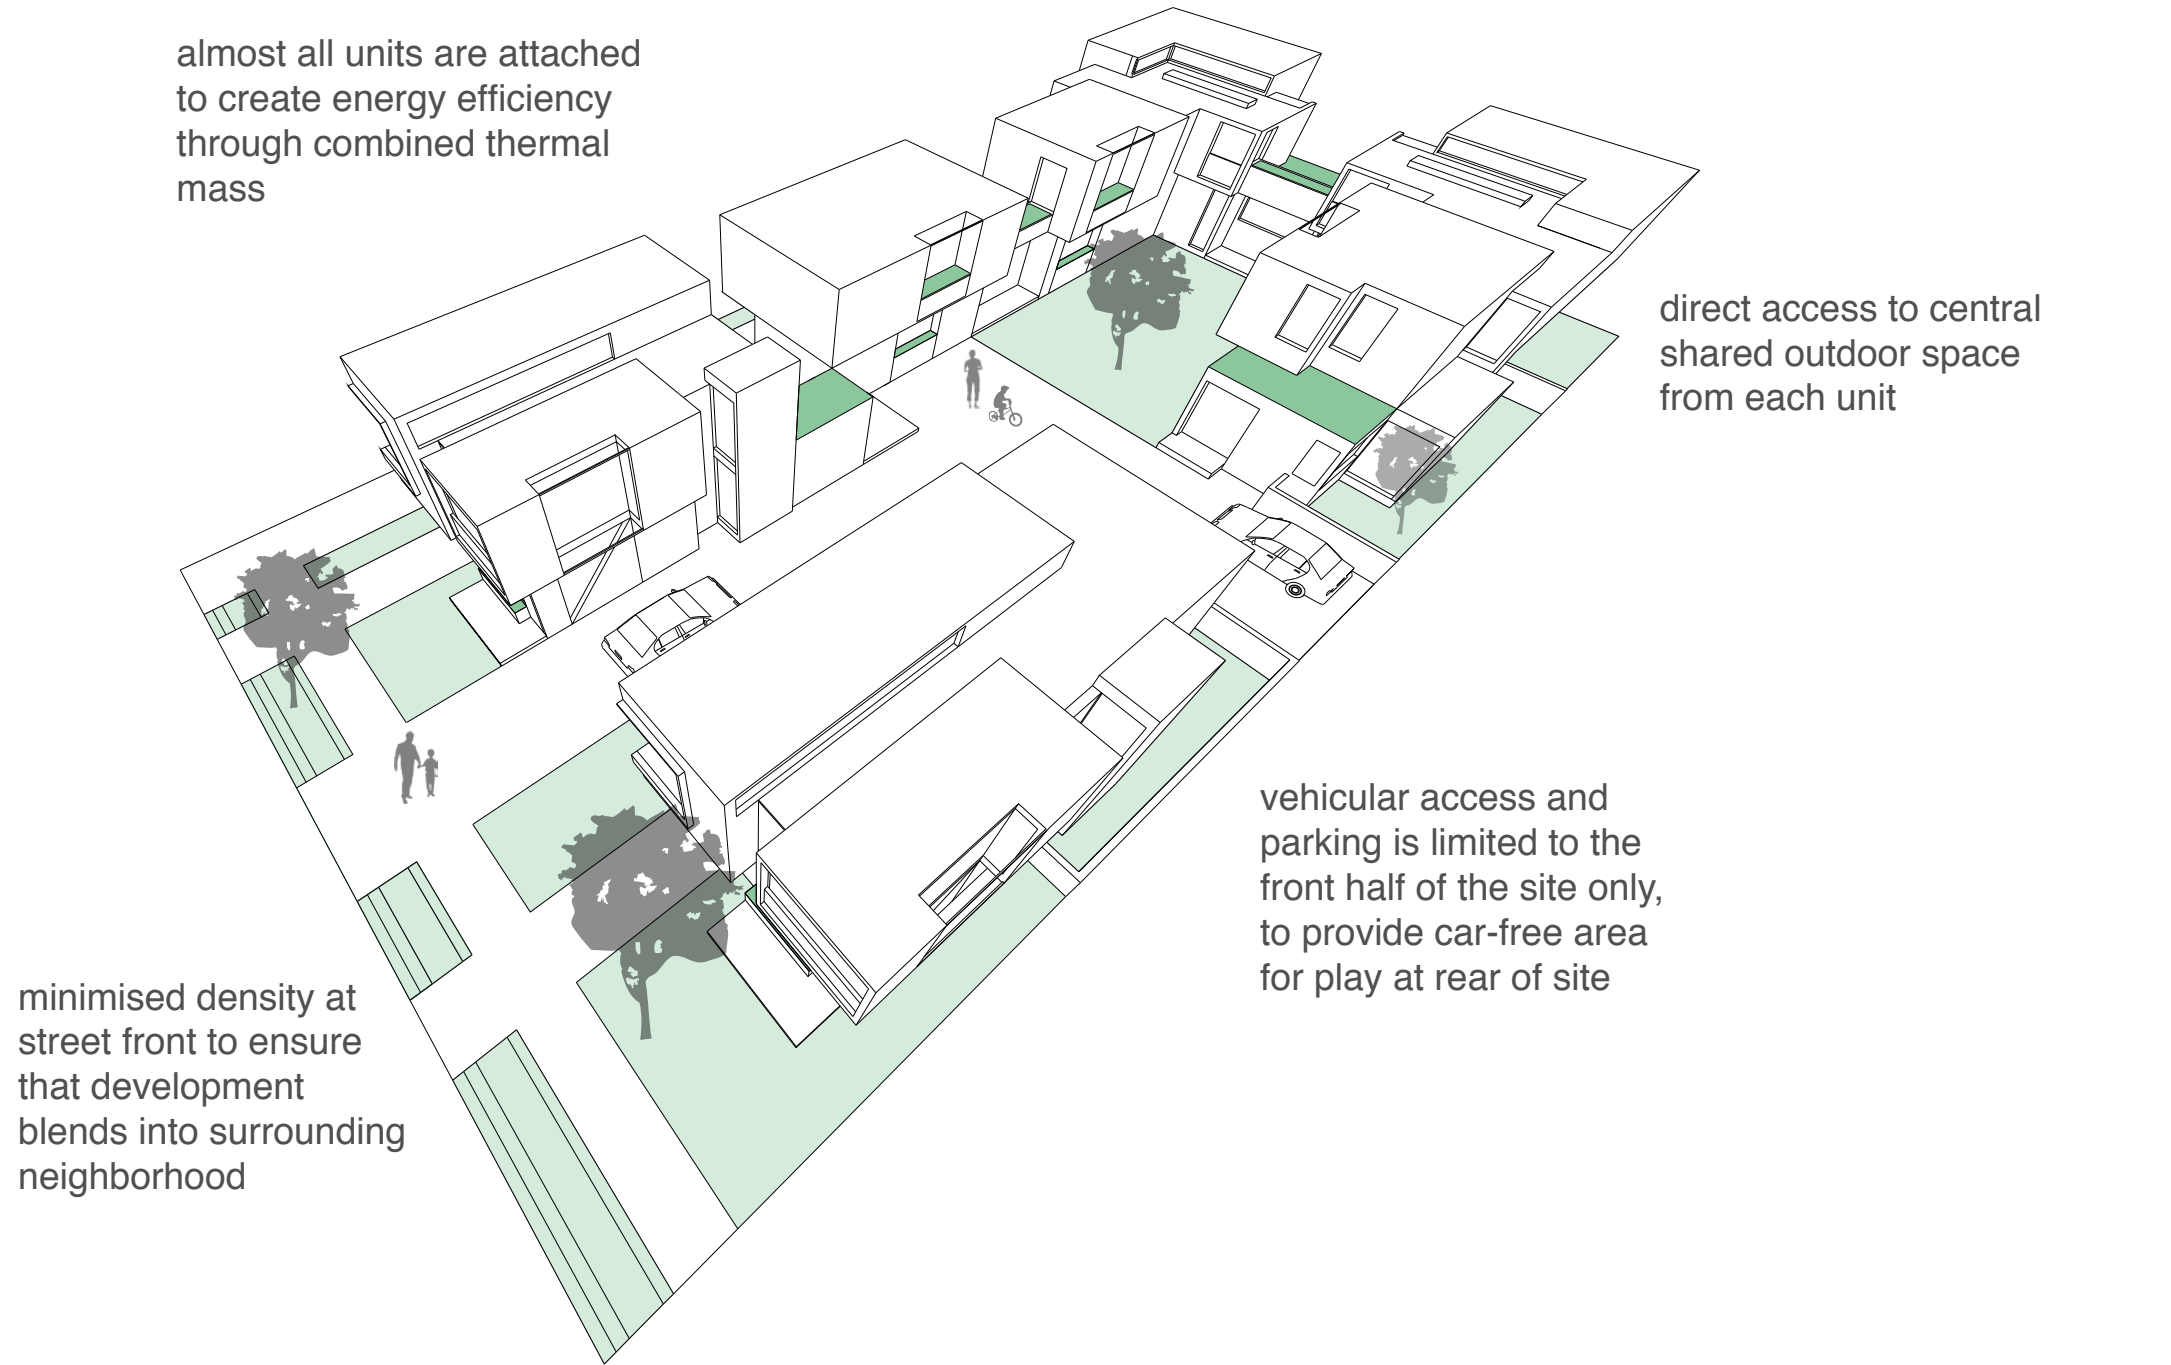 almost all units are attached
to create energy efficiency
through combined thermal
mass
direct access to central
shared outdoor space
from each unit
vehicular access and
parking is limited to the
front half of the site only,
to provide car-free area
for play at rear of site
minimised density at
street front to ensure
that development
blends into surrounding
neighborhood